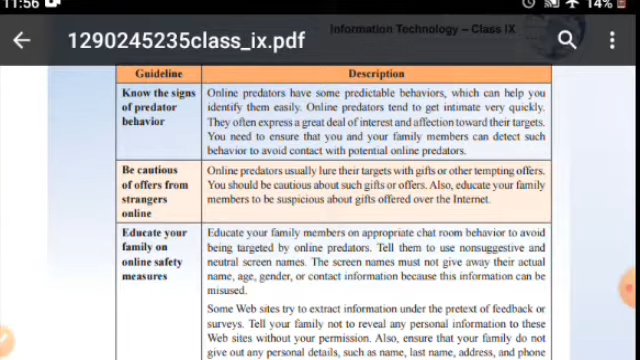 11:56
14%
Information Technology – Class IX
1290245235class_ix.pdf
Guideline Description
Know the signs
of predator
behavior
Online predators have some predictable behaviors, which can help you
identify them easily. Online predators tend to get intimate very quickly.
They often express a great deal of interest and affection toward their targets.
You need to ensure that you and your family members can detect such
behavior to avoid contact with potential online predators.
Be cautious
of offers from
strangers
online
Online predators usually lure their targets with gifts or other tempting offers.
You should be cautious about such gifts or offers. Also, educate your family
members to be suspicious about gifts offered over the Internet.
Educate your
family on
online safety
measures
Educate your family members on appropriate chat room behavior to avoid
being targeted by online predators. Tell them to use nonsuggestive and
neutral screen names. The screen names must not give away their actual
name, age, gender, or contact information because this information can be
misused.
Some Web sites try to extract information under the pretext of feedback or
surveys. Tell your family not to reveal any personal information to these
Web sites without your permission. Also, ensure that your family do not
give out any personal details, such as name, last name, address, and phone